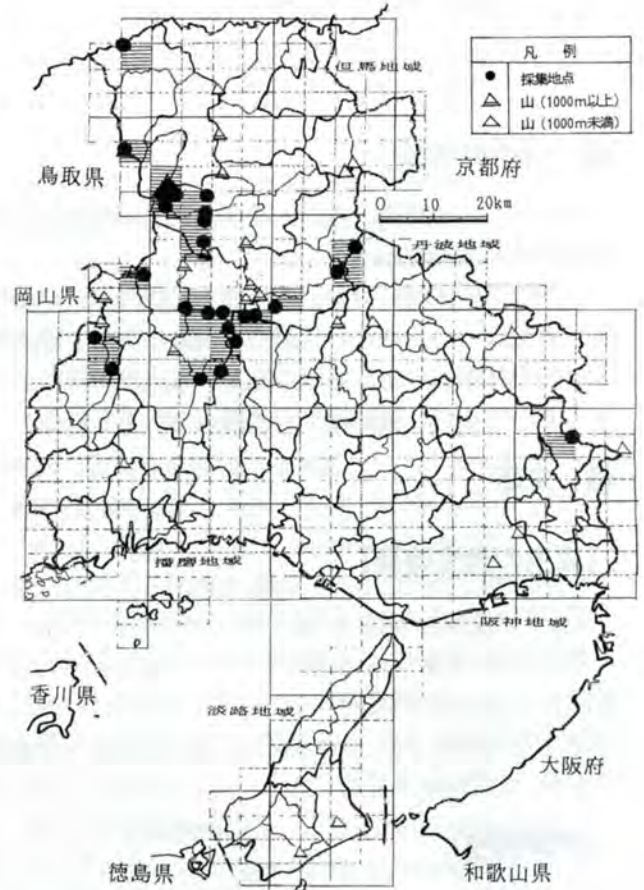 凡 例
採集地点
山（1000m以上）
山（1000m未満）
但馬地域
鳥取県
京都府
0 10 20km
丹波地域
岡山県
播磨地域
阪神地域
香川県
淡路地域
大阪府
徳島県
和歌山県